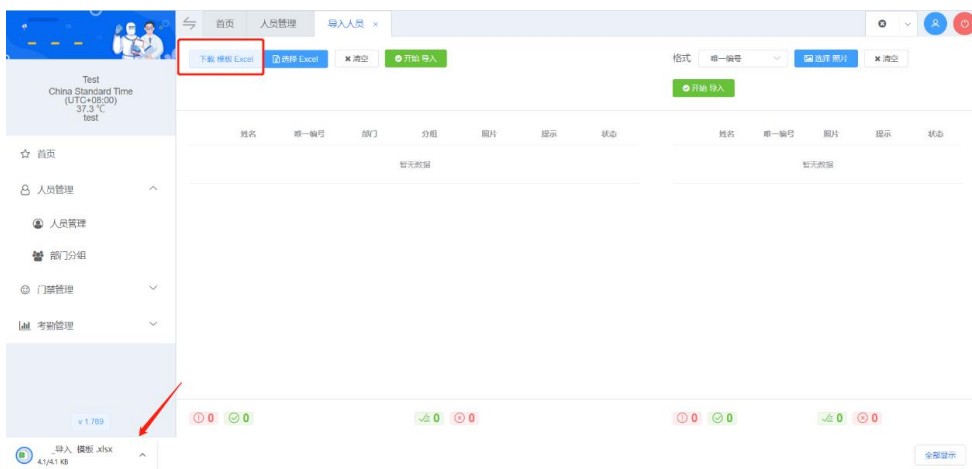 首页 人员管理 导入人员 ×
下载 模板 Excel 选择 Excel 清空 开始 导入
格式 唯一编号 选择 照片 清空
开始 导入
Test
China Standard Time
(UTC+08:00)
37.3 ℃
test
姓名 唯一编号 部门 分组 照片 提示 状态
姓名 唯一编号 照片 提示 状态
暂无数据
暂无数据
首页
人员管理
人员管理
部门分组
门禁管理
考勤管理
v 1.789
0 0 0 0
0 0 0 0
_导入 模板 .xlsx
4.1/4.1 KB
全部显示